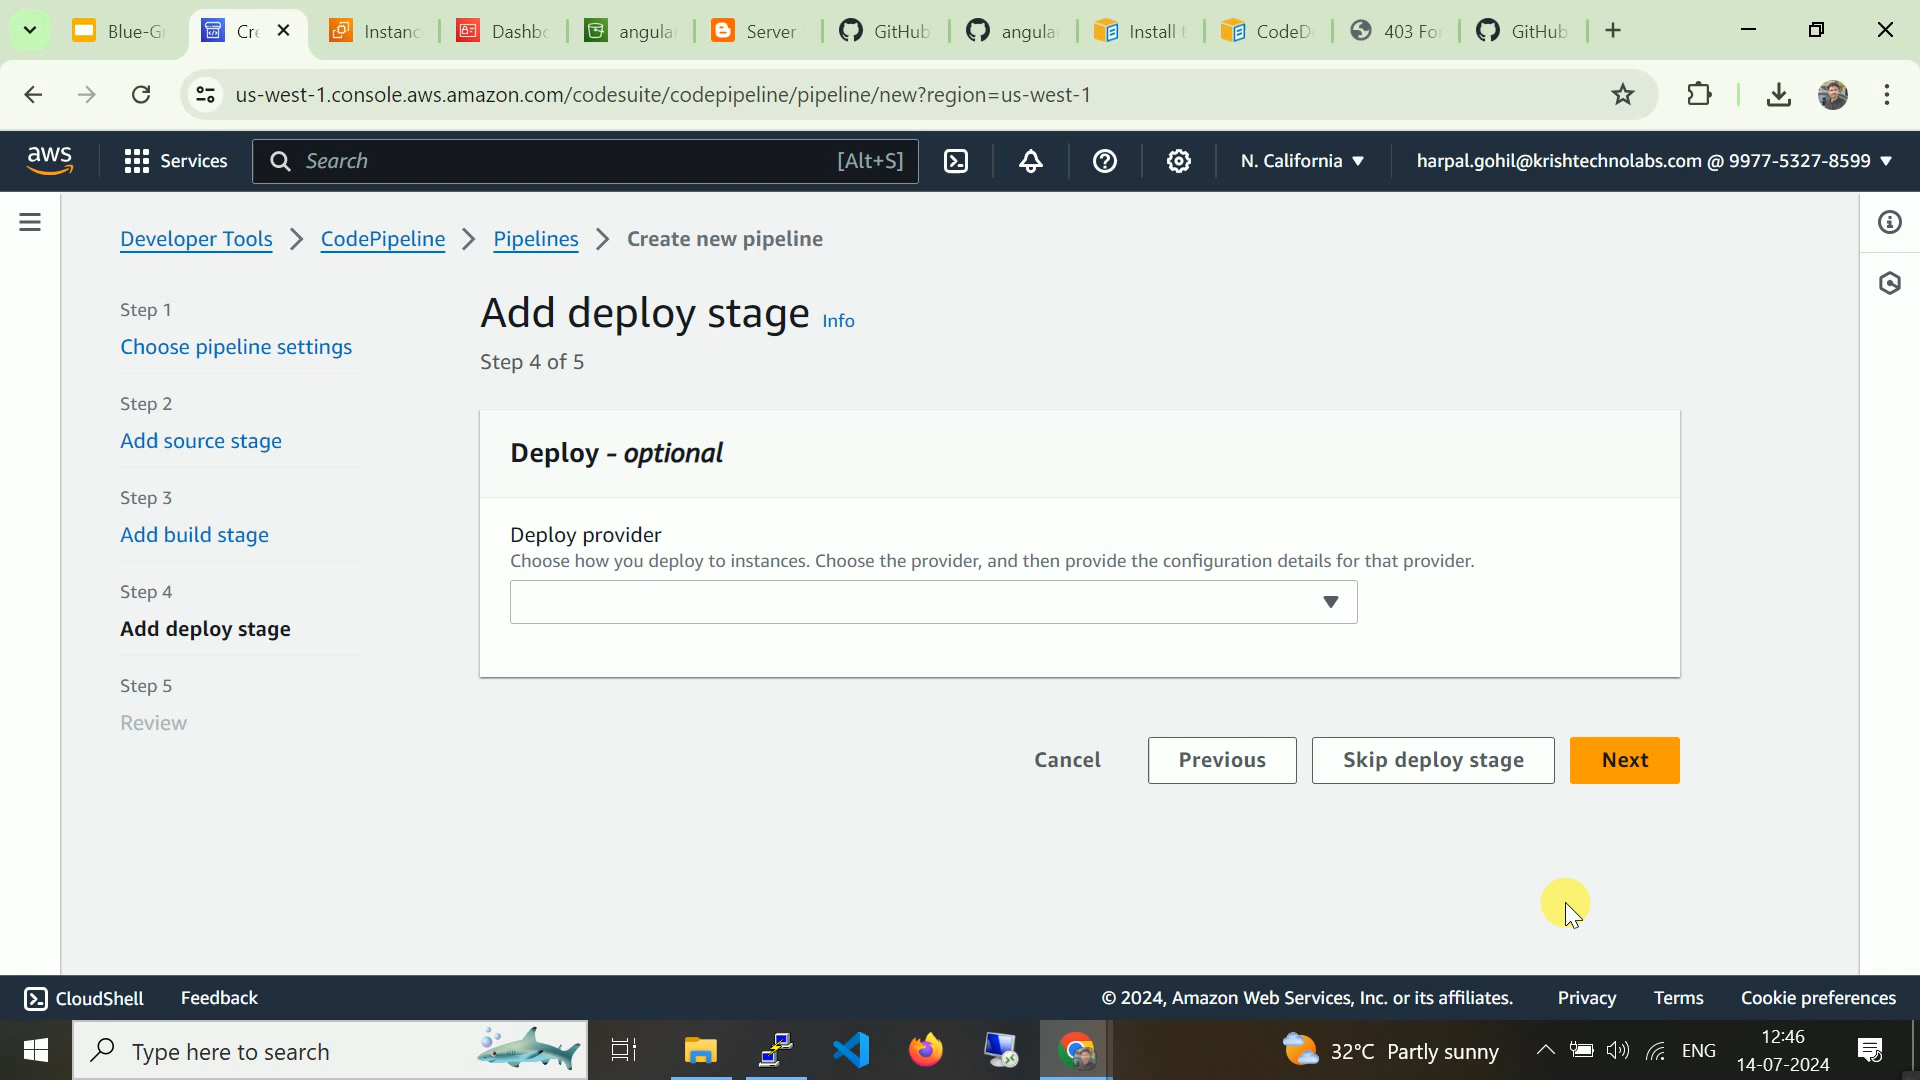 Blue-Gr
Cre
Instanc
Dashbo
angular
Server
GitHub
angular
Install t
CodeD
403 Fo
GitHub
us-west-1.console.aws.amazon.com/codesuite/codepipeline/pipeline/new?region=us-west-1
aws
Services
Search
[Alt+S]
N. California
harpal.gohil@krishtechnolabs.com @ 9977-5327-8599
Developer Tools
CodePipeline
Pipelines
Create new pipeline
Step 1
Choose pipeline settings
Step 2
Add source stage
Step 3
Add build stage
Step 4
Add deploy stage
Step 5
Review
Add deploy stage Info
Step 4 of 5
Deploy - optional
Deploy provider
Choose how you deploy to instances. Choose the provider, and then provide the configuration details for that provider.
Cancel
Previous
Skip deploy stage
Next
CloudShell
Feedback
© 2024, Amazon Web Services, Inc. or its affiliates.
Privacy
Terms
Cookie preferences
Type here to search
32°C Partly sunny
ENG
12:46
14-07-2024